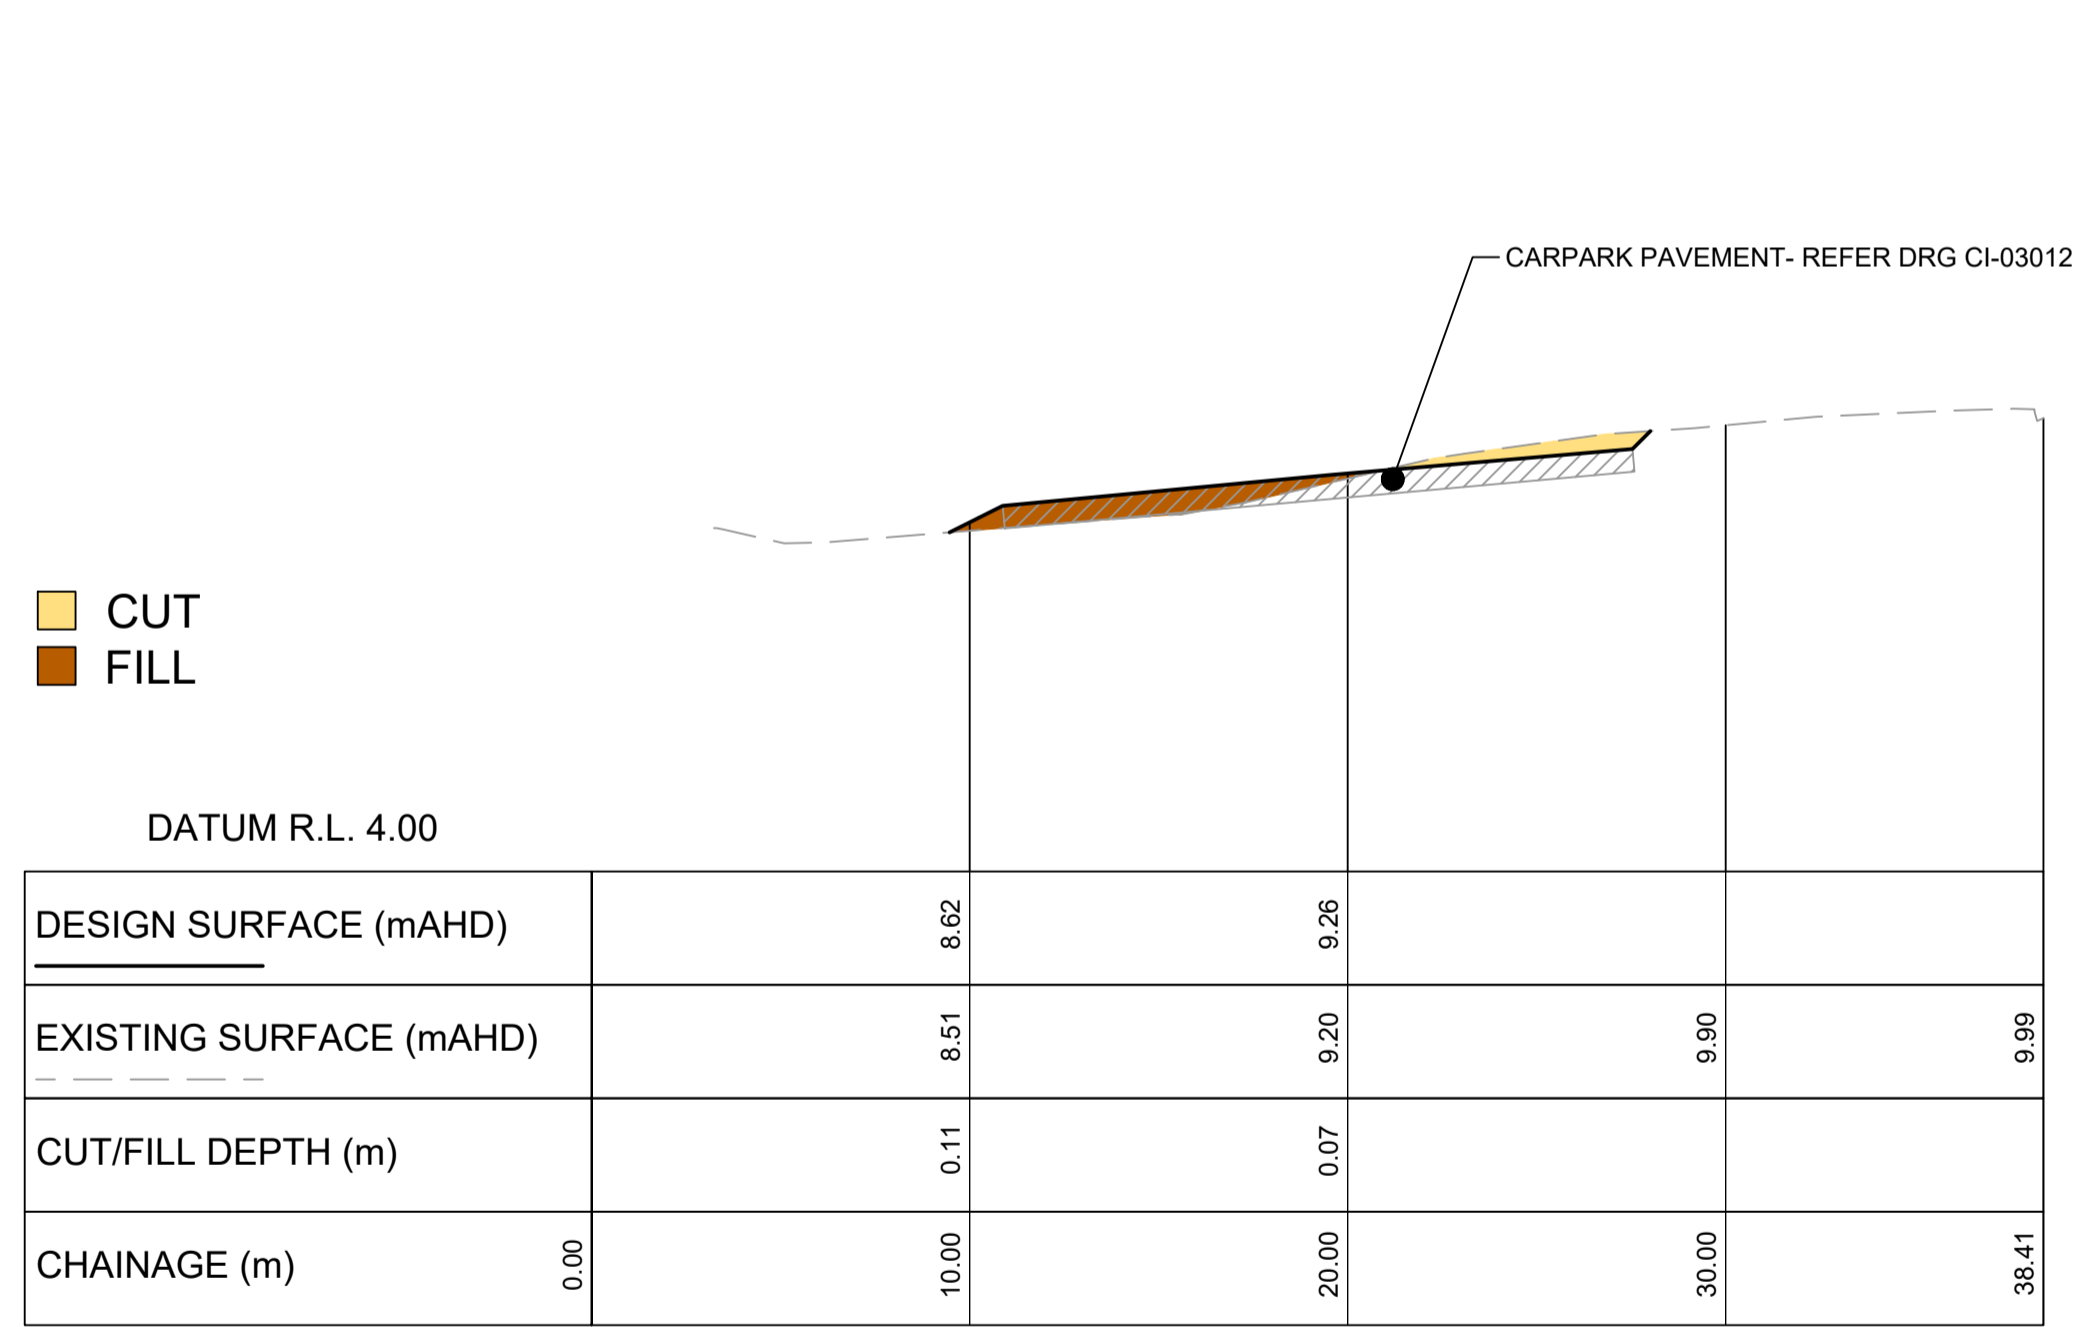 CARPARK PAVEMENT- REFER DRG CI-03012
CUT
FILL
DATUM R.L. 4.00
DESIGN SURFACE (mAHD) 8.62 9.26
EXISTING SURFACE (mAHD) 8.51 9.20 9.90 9.99
CUT/FILL DEPTH (m) 0.11 0.07
CHAINAGE (m) 0.00 10.00 20.00 30.00 38.41